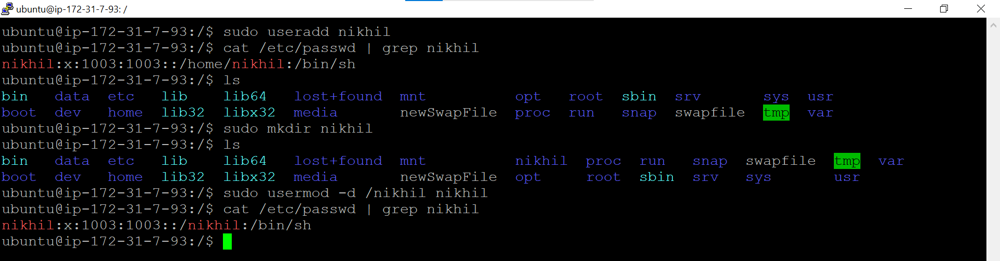 ubuntu@ip-172-31-7-93: /
ubuntu@ip-172-31-7-93:/$ sudo useradd nikhil
ubuntu@ip-172-31-7-93:/$ cat /etc/passwd | grep nikhil
nikhil:x:1003:1003::/home/nikhil:/bin/sh
ubuntu@ip-172-31-7-93:/$ ls
bin   data  etc   lib    lib64   lost+found  mnt          opt   root  sbin  srv       sys  usr
boot  dev   home  lib32  libx32  media       newSwapFile  proc  run   snap  swapfile  tmp  var
ubuntu@ip-172-31-7-93:/$ sudo mkdir nikhil
ubuntu@ip-172-31-7-93:/$ ls
bin   data  etc   lib    lib64   lost+found  mnt          nikhil  proc  run   snap  swapfile  tmp  var
boot  dev   home  lib32  libx32  media       newSwapFile  opt     root  sbin  srv   sys       usr
ubuntu@ip-172-31-7-93:/$ sudo usermod -d /nikhil nikhil
ubuntu@ip-172-31-7-93:/$ cat /etc/passwd | grep nikhil
nikhil:x:1003:1003::/nikhil:/bin/sh
ubuntu@ip-172-31-7-93:/$